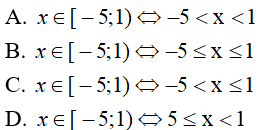 A. x ∈ [ − 5;1) ⇔ −5 < x < 1
B. x ∈ [ − 5;1) ⇔ −5 ≤ x ≤ 1
C. x ∈ [ − 5;1) ⇔ −5 < x ≤ 1
D. x ∈ [ − 5;1) ⇔ 5 ≤ x < 1